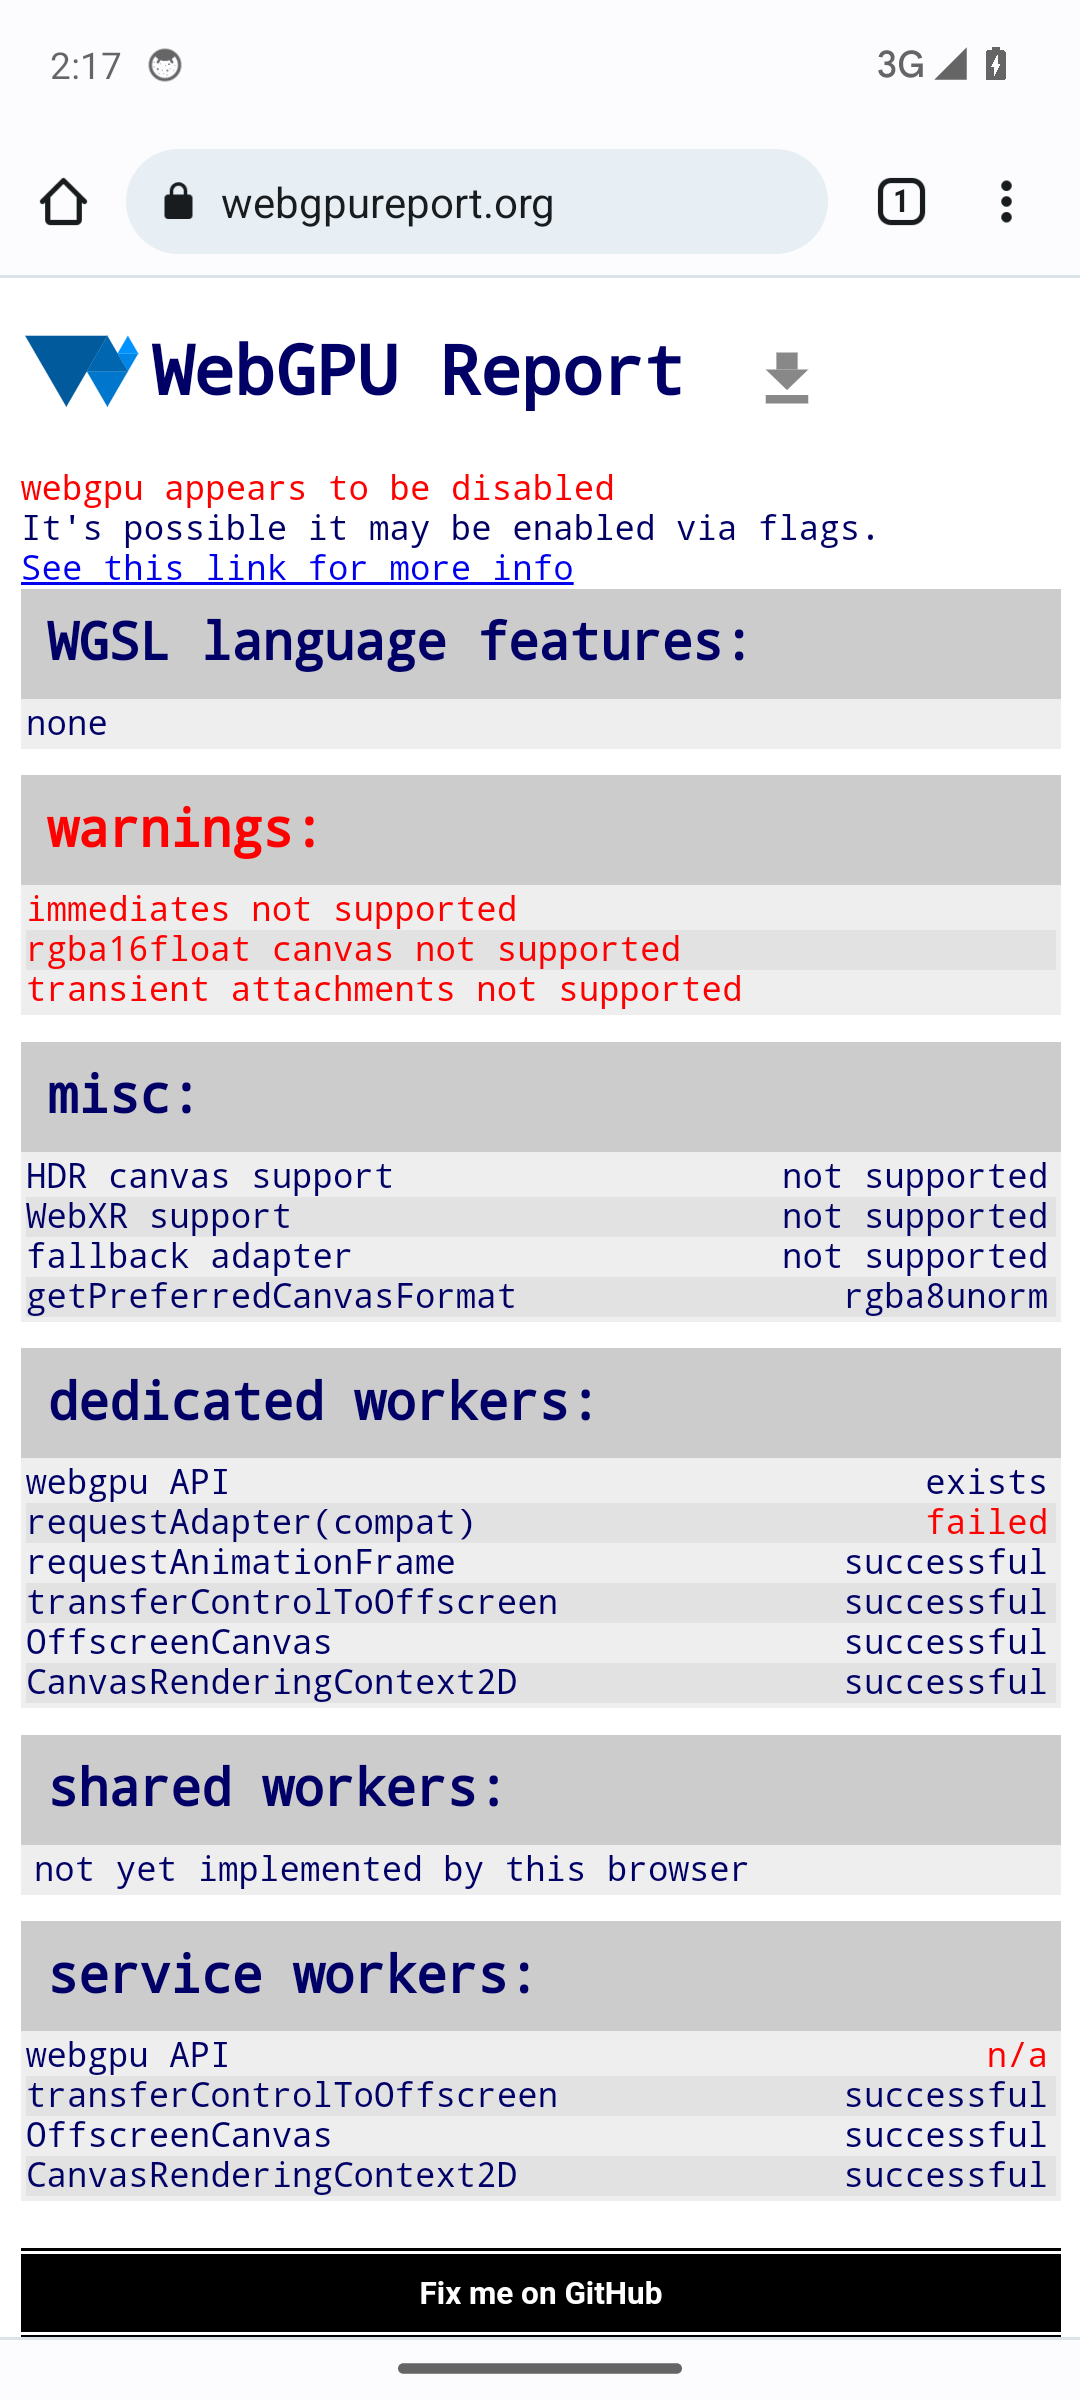 2:17
3G
webgpureport.org
1
WebGPU Report
webgpu appears to be disabled
It's possible it may be enabled via flags.
See this link for more info
WGSL language features:
none
warnings:
immediates not supported
rgba16float canvas not supported
transient attachments not supported
misc:
HDR canvas support not supported
WebXR support not supported
fallback adapter not supported
getPreferredCanvasFormat rgba8unorm
dedicated workers:
webgpu API exists
requestAdapter(compat) failed
requestAnimationFrame successful
transferControlToOffscreen successful
OffscreenCanvas successful
CanvasRenderingContext2D successful
shared workers:
not yet implemented by this browser
service workers:
webgpu API n/a
transferControlToOffscreen successful
OffscreenCanvas successful
CanvasRenderingContext2D successful
Fix me on GitHub